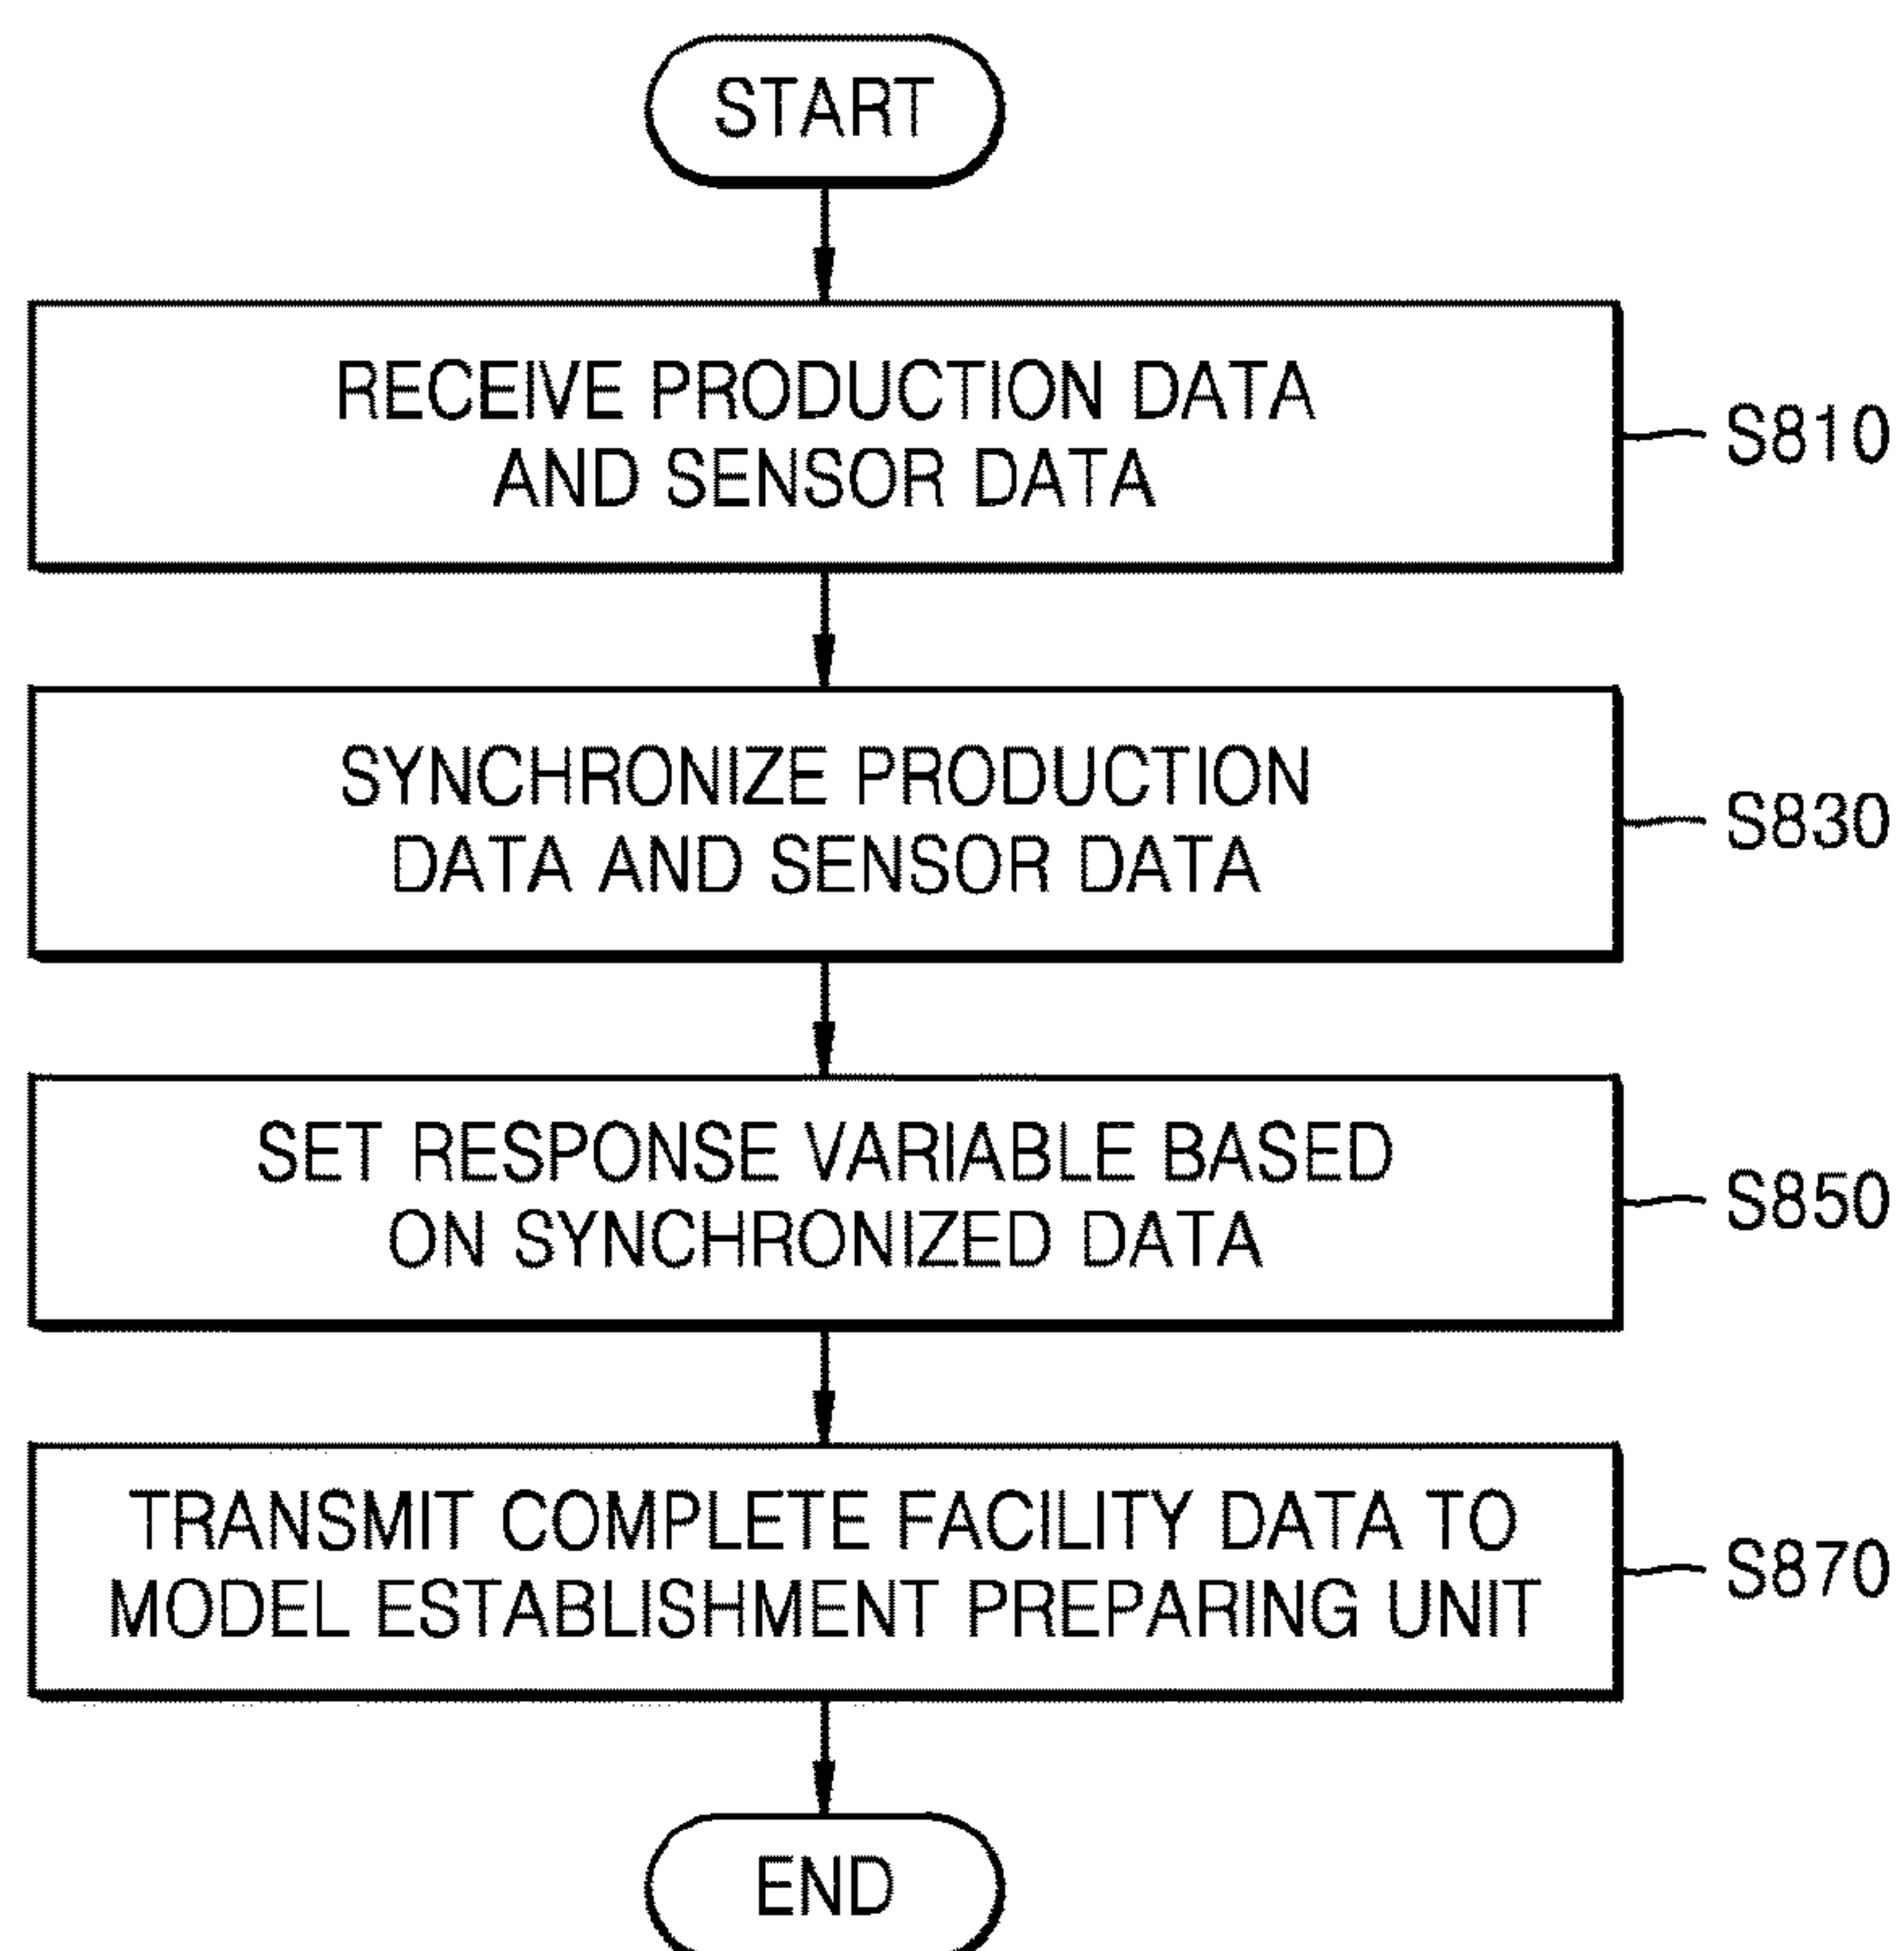 START
RECEIVE PRODUCTION DATA
AND SENSOR DATA
S810
SYNCHRONIZE PRODUCTION
DATA AND SENSOR DATA
S830
SET RESPONSE VARIABLE BASED
ON SYNCHRONIZED DATA
S850
TRANSMIT COMPLETE FACILITY DATA TO
MODEL ESTABLISHMENT PREPARING UNIT
S870
END